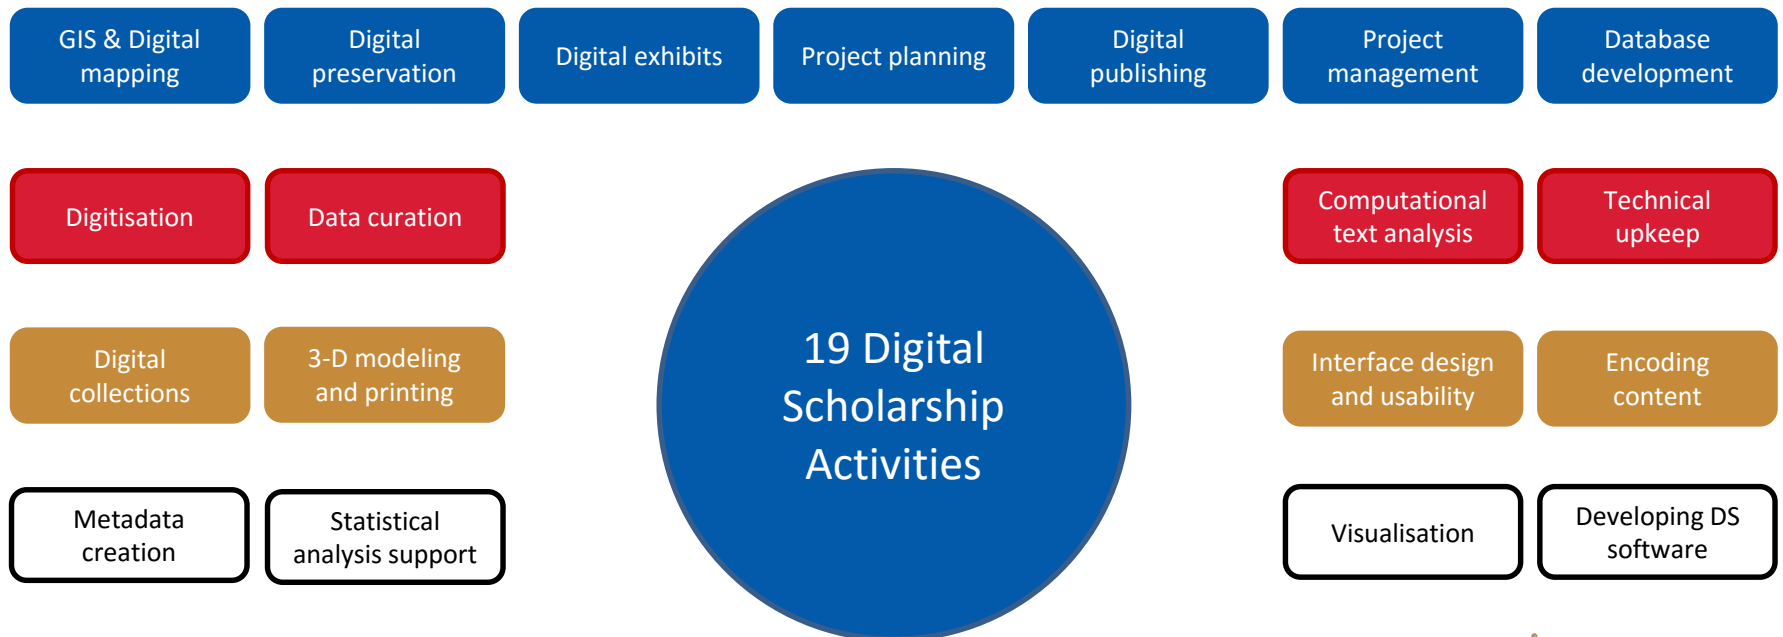 GIS & Digital
mapping
Digital
preservation
Digital exhibits
Project planning
Digital
publishing
Project
management
Database
development
Digitisation
Data curation
Computational
text analysis
Technical
upkeep
Digital
collections
3-D modeling
and printing
19 Digital
Scholarship
Activities
Interface design
and usability
Encoding
content
Metadata
creation
Statistical
analysis support
Visualisation
Developing DS
software